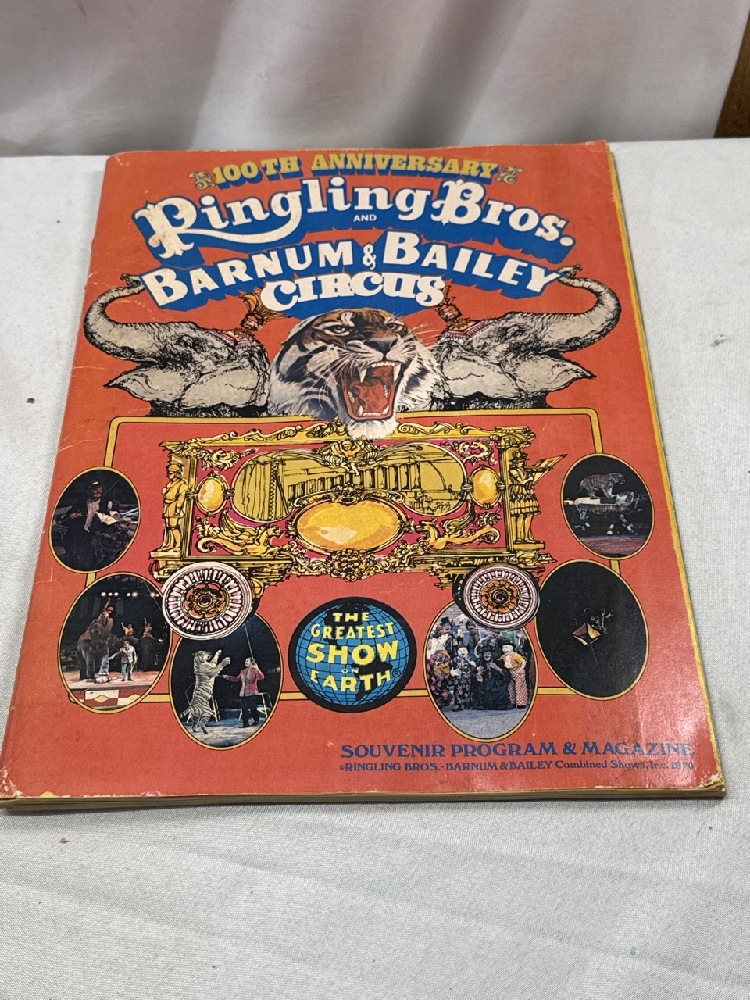 100TH ANNIVERSARY
Ringling Bros.
AND
BARNUM & BAILEY
CIRCUS
THE
GREATEST
SHOW
ON
EARTH®
SOUVENIR PROGRAM & MAGAZINE
©RINGLING BROS.-BARNUM & BAILEY Combined Shows, Inc. 1970